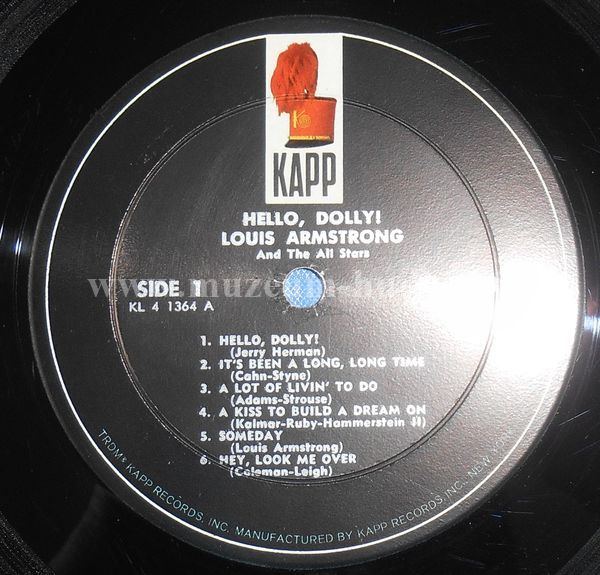 K
KAPP
HELLO, DOLLY!
LOUIS ARMSTRONG
And The All Stars
SIDE 1
KL 4 1364 A
1. HELLO, DOLLY!
(Jerry Herman)
2. IT'S BEEN A LONG, LONG TIME
(Cahn-Styne)
3. A LOT OF LIVIN' TO DO
(Adams-Strouse)
4. A KISS TO BUILD A DREAM ON
(Kalmar-Ruby-Hammerstein II)
5. SOMEDAY
(Louis Armstrong)
6. HEY, LOOK ME OVER
(Coleman-Leigh)
TRDMK KAPP RECORDS, INC. MANUFACTURED BY KAPP RECORDS, INC., NEW